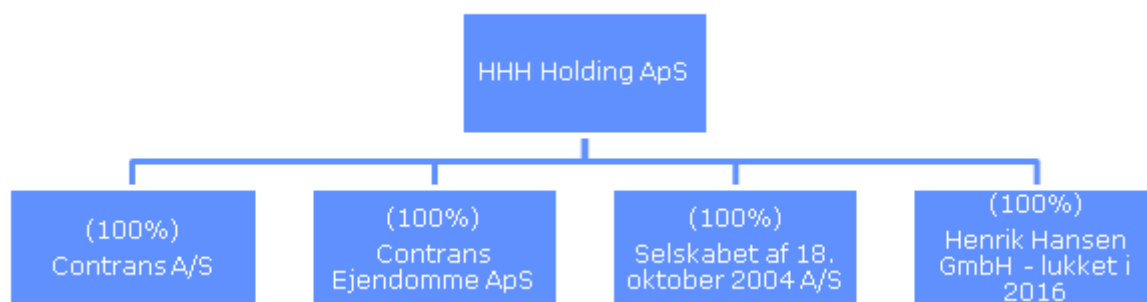 HHH Holding ApS
(100%)
Contrans A/S
(100%)
Contrans
Ejendomme ApS
(100%)
Selskabet af 18.
oktober 2004 A/S
(100%)
Henrik Hansen
GmbH - lukket i
2016